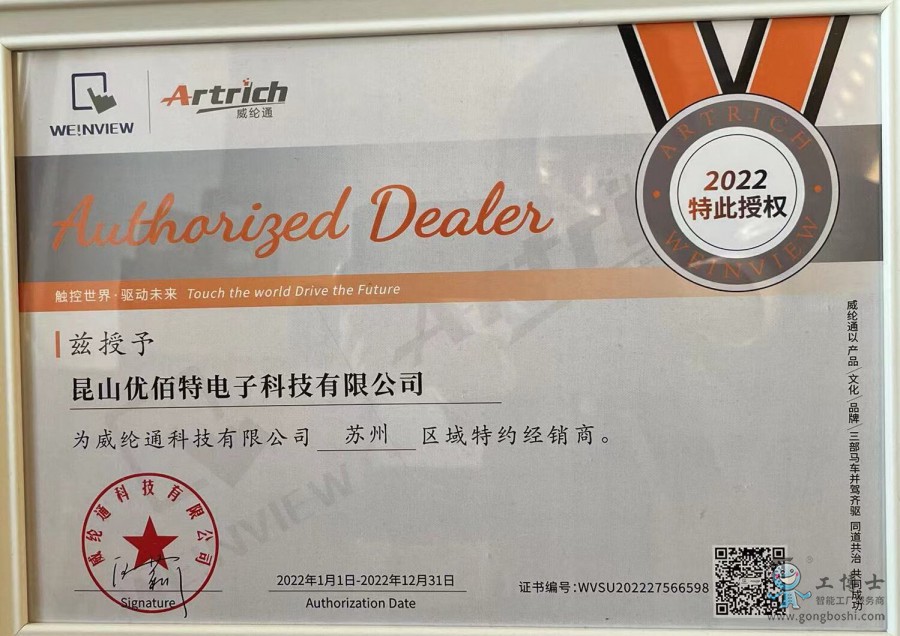 WE!NVIEW
Artrich
威纶通
Authorized Dealer
触控世界·驱动未来 Touch the world Drive the Future
ARTRICH
2022
特此授权
WEINVIEW
兹授予
昆山优佰特电子科技有限公司
为威纶通科技有限公司 苏州 区域特约经销商。
威纶通科技有限公司
Signature
2022年1月1日-2022年12月31日
Authorization Date
证书编号:WVSU202227566598
威纶通以产品/文化/品牌/三部马车并驾齐驱 同道共治 共同成功
工博士
智能工厂服务商
www.gongboshi.com
Artri
WEINVIEW